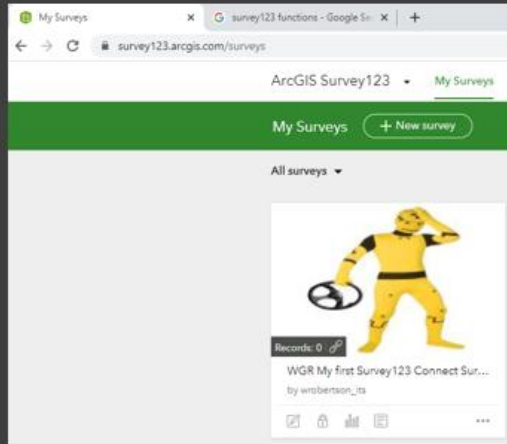 My Surveys
survey123 functions - Google Se
survey123.arcgis.com/surveys
ArcGIS Survey123
My Surveys
My Surveys
+ New survey
All surveys
Records: 0
WGR My first Survey123 Connect Sur...
by wrobertson_its